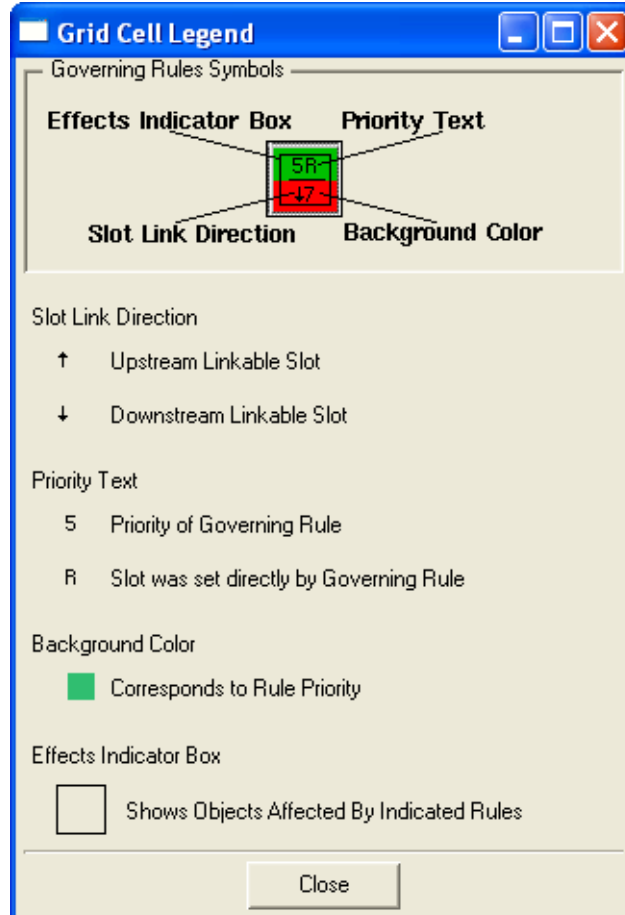 Grid Cell Legend
Governing Rules Symbols
Effects Indicator Box Priority Text
5R
↓7
Slot Link Direction Background Color
Slot Link Direction
↑ Upstream Linkable Slot
↓ Downstream Linkable Slot
Priority Text
5 Priority of Governing Rule
R Slot was set directly by Governing Rule
Background Color
Corresponds to Rule Priority
Effects Indicator Box
Shows Objects Affected By Indicated Rules
Close